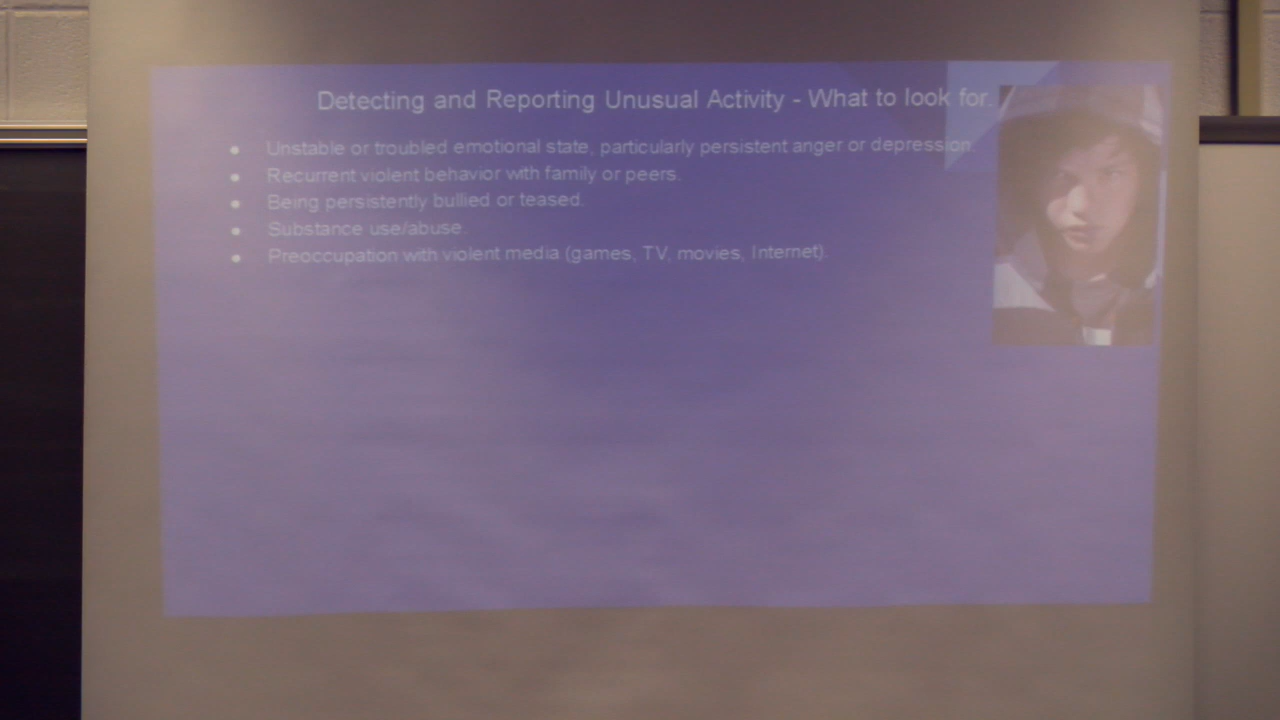 Detecting and Reporting Unusual Activity - What to look for.
● Unstable or troubled emotional state, particularly persistent anger or depression.
● Recurrent violent behavior with family or peers.
● Being persistently bullied or teased.
● Substance use/abuse.
● Preoccupation with violent media (games, TV, movies, Internet).